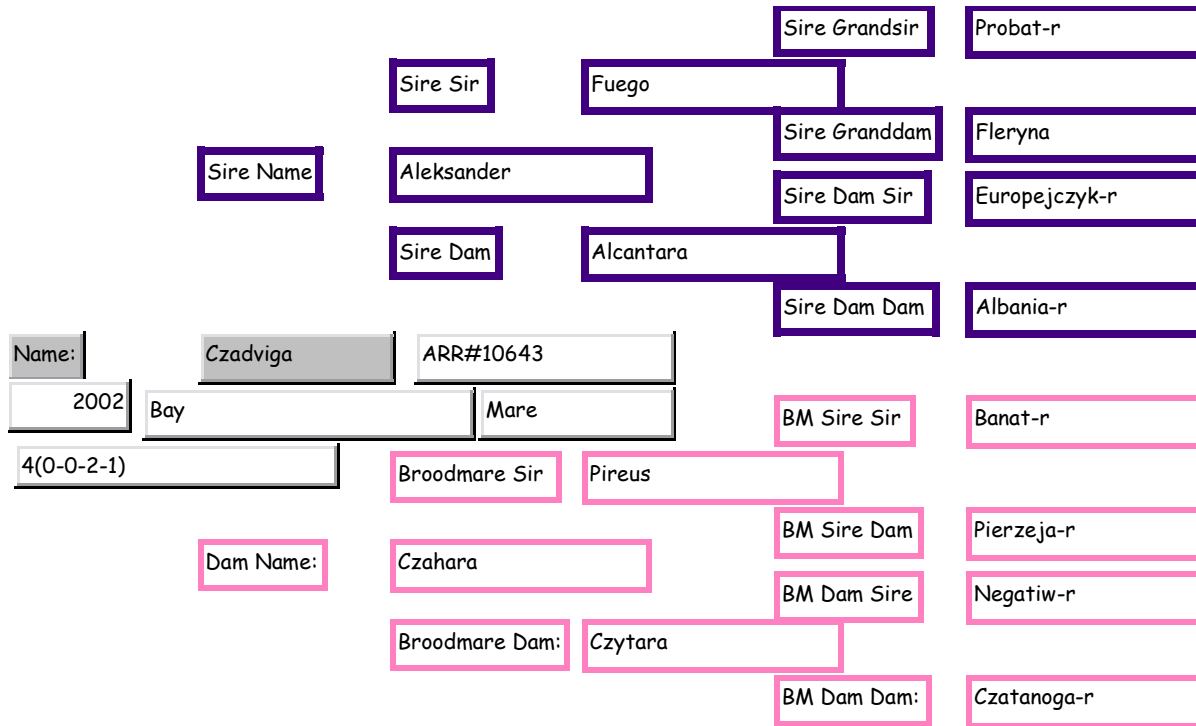 Sire Grandsir Probat-r
Sire Sir Fuego
Sire Granddam Fleryna
Sire Name Aleksander
Sire Dam Sir Europejczyk-r
Sire Dam Alcantara
Sire Dam Dam Albania-r
Name: Czadviga ARR#10643
2002 Bay Mare
BM Sire Sir Banat-r
4(0-0-2-1)
Broodmare Sir Pireus
BM Sire Dam Pierzeja-r
Dam Name: Czahara
BM Dam Sire Negatiw-r
Broodmare Dam: Czytara
BM Dam Dam: Czatanoga-r